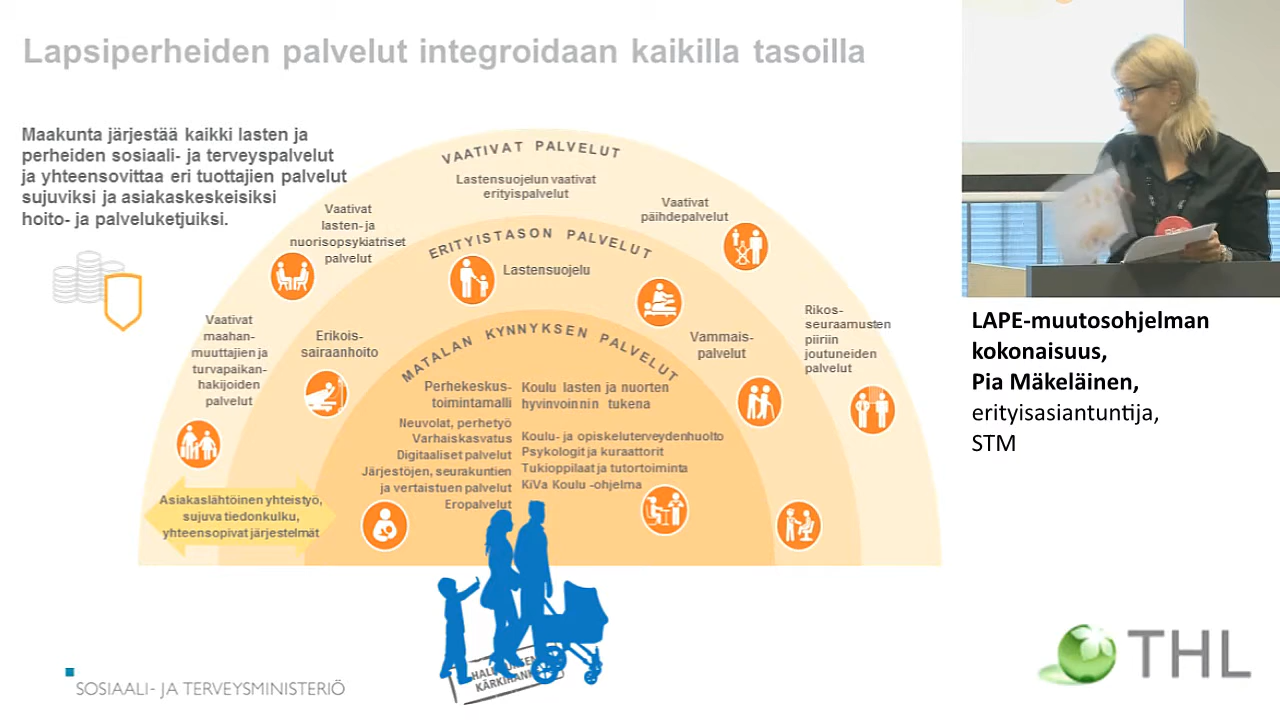 Lapsiperheiden palvelut integroidaan kaikilla tasoilla
Maakunta järjestää kaikki lasten ja
perheiden sosiaali- ja terveyspalvelut
ja yhteensovittaa eri tuottajien palvelut
sujuviksi ja asiakaskeskeisiksi
hoito- ja palveluketjuiksi.
VAATIVAT PALVELUT
Lastensuojelun vaativat
erityispalvelut
Vaativat
lasten- ja
nuorisopsykiatriset
palvelut
Vaativat
päihdepalvelut
Vaativat
maahan-
muuttajien ja
turvapaikan-
hakijoiden
palvelut
Rikos-
seuraamusten
piiriin
joutuneiden
palvelut
ERITYISTASON PALVELUT
Lastensuojelu
Erikois-
sairaanhoito
Vammais-
palvelut
MATALAN KYNNYKSEN PALVELUT
Perhekeskus-
toimintamalli
Neuvolat, perhetyö
Varhaiskasvatus
Digitaaliset palvelut
Järjestöjen, seurakuntien
ja vertaistuen palvelut
Eropalvelut
Koulu lasten ja nuorten
hyvinvoinnin tukena
Koulu- ja opiskeluterveydenhuolto
Psykologit ja kuraattorit
Tukioppilaat ja tutortoiminta
KiVa Koulu -ohjelma
Asiakaslähtöinen yhteistyö,
sujuva tiedonkulku,
yhteensopivat järjestelmät
SOSIAALI- JA TERVEYSMINISTERIÖ
LAPE-muutosohjelman
kokonaisuus,
Pia Mäkeläinen,
erityisasiantuntija,
STM
THL